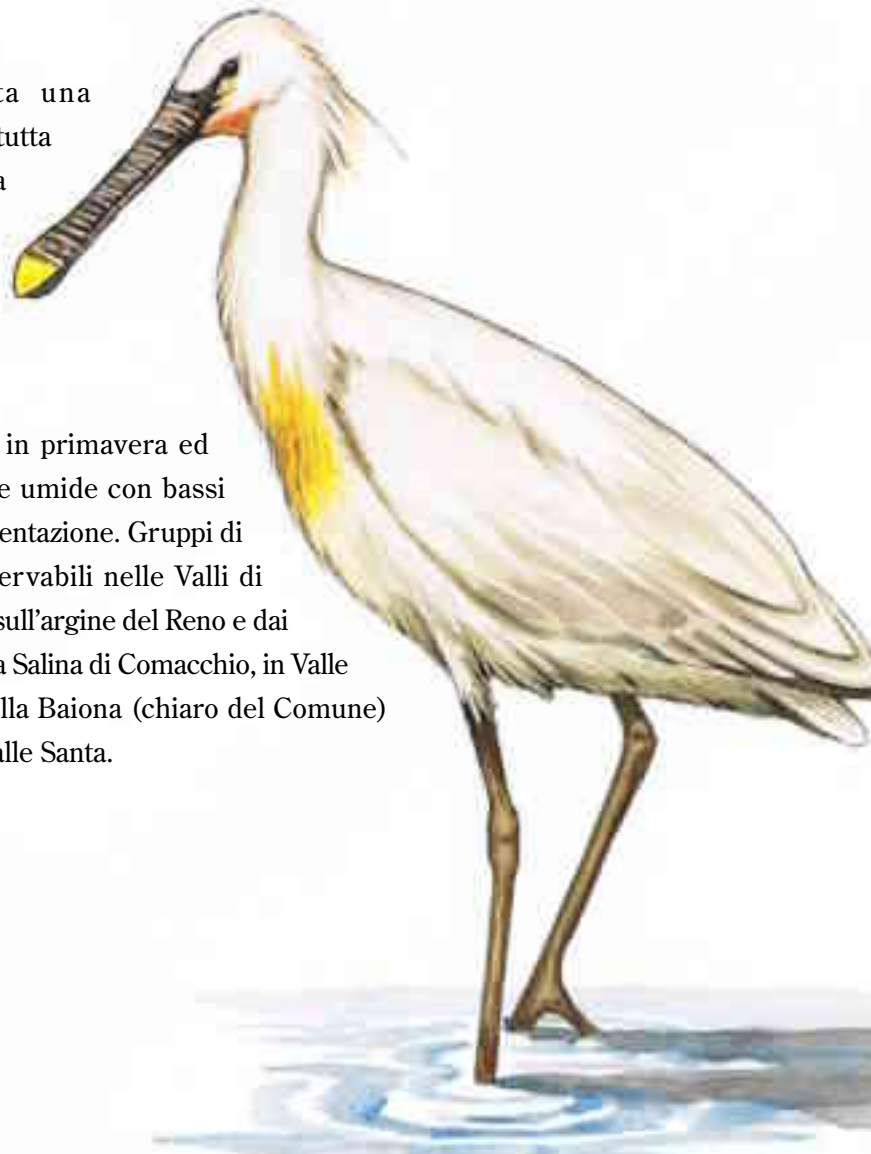 ta una
tutta
a
in primavera ed
e umide con bassi
entazione. Gruppi di
ervabili nelle Valli di
sull’argine del Reno e dai
a Salina di Comacchio, in Valle
lla Baiona (chiaro del Comune)
alle Santa.